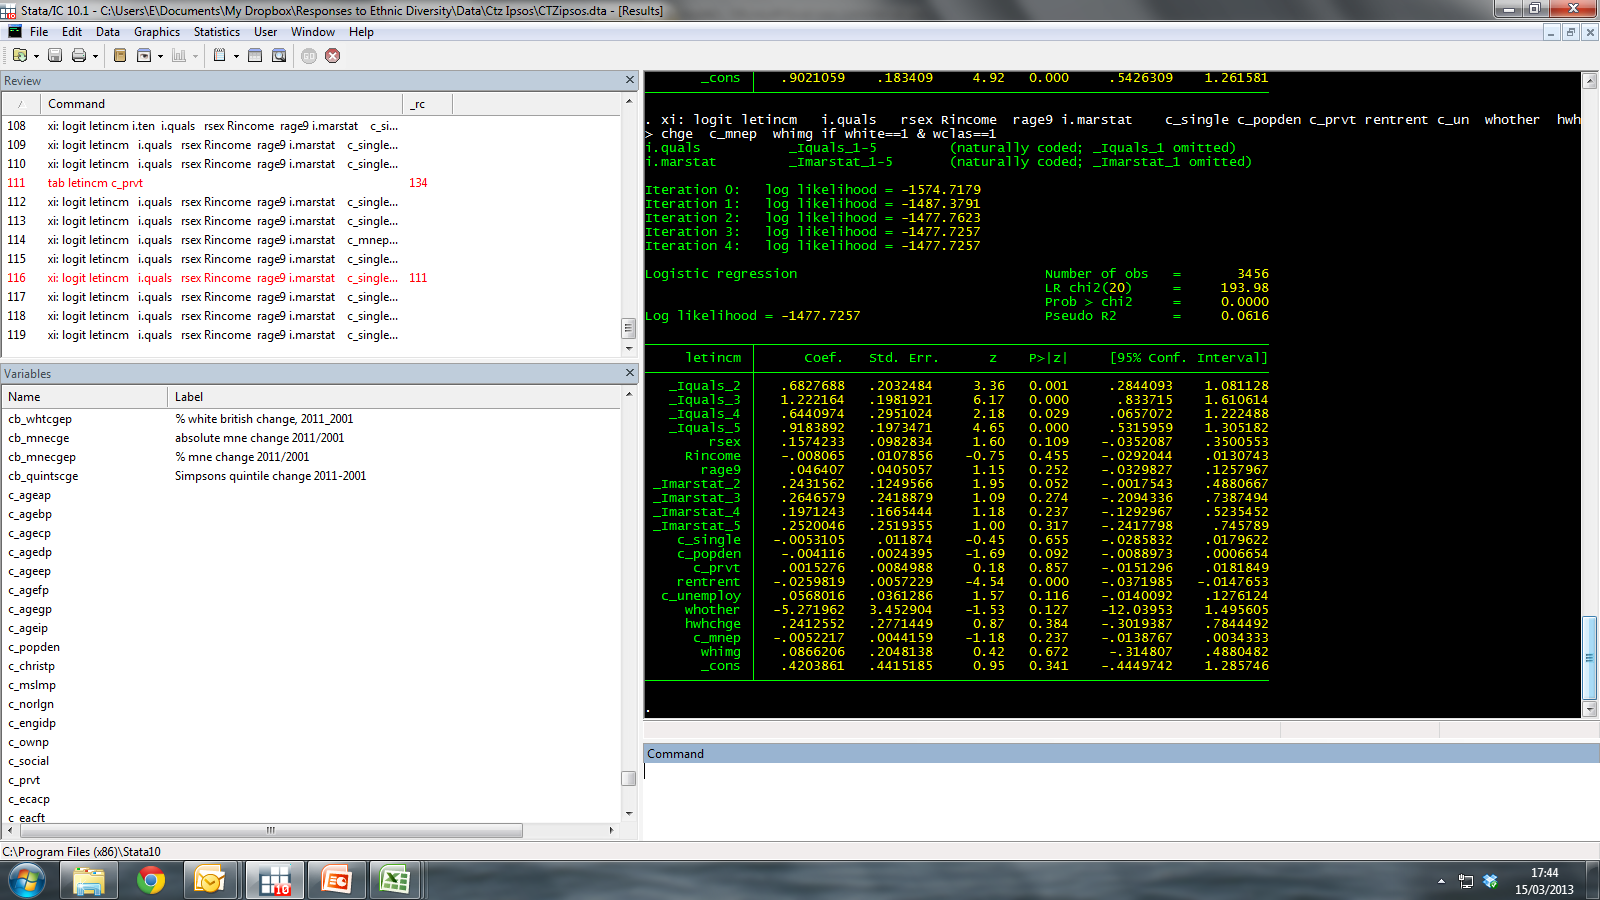 Stata/IC 10.1 - C:\Users\E\Documents\My Dropbox\Responses to Ethnic Diversity\Data\Ctz Ipsos\CTZipsos.dta - [Results]
File Edit Data Graphics Statistics User Window Help
Review
Command _rc
108 xi: logit letincm i.ten i.quals rsex Rincome rage9 i.marstat c_si...
109 xi: logit letincm i.quals rsex Rincome rage9 i.marstat c_single...
110 xi: logit letincm i.quals rsex Rincome rage9 i.marstat c_single...
111 tab letincm c_prvt 134
112 xi: logit letincm i.quals rsex Rincome rage9 i.marstat c_single...
113 xi: logit letincm i.quals rsex Rincome rage9 i.marstat c_single...
114 xi: logit letincm i.quals rsex Rincome rage9 i.marstat c_mnep...
115 xi: logit letincm i.quals rsex Rincome rage9 i.marstat c_single...
116 xi: logit letincm i.quals rsex Rincome rage9 i.marstat c_single... 111
117 xi: logit letincm i.quals rsex Rincome rage9 i.marstat c_single...
118 xi: logit letincm i.quals rsex Rincome rage9 i.marstat c_single...
119 xi: logit letincm i.quals rsex Rincome rage9 i.marstat c_single...
Variables
Name Label
cb_whtcgep % white british change, 2011_2001
cb_mnecge absolute mne change 2011/2001
cb_mnecgep % mne change 2011/2001
cb_quintscge Simpsons quintile change 2011-2001
c_ageap
c_agebp
c_agecp
c_agedp
c_ageep
c_agefp
c_agegp
c_ageip
c_popden
c_christp
c_mslmp
c_norlgn
c_engidp
c_ownp
c_social
c_prvt
c_ecacp
c_eacft
_cons .9021059 .183409 4.92 0.000 .5426309 1.261581
. xi: logit letincm i.quals rsex Rincome rage9 i.marstat c_single c_popden c_prvt rentrent c_un whother hwh
> chge c_mnep whimg if white==1 & wclas==1
i.quals _Iquals_1-5 (naturally coded; _Iquals_1 omitted)
i.marstat _Imarstat_1-5 (naturally coded; _Imarstat_1 omitted)
Iteration 0: log likelihood = -1574.7179
Iteration 1: log likelihood = -1487.3791
Iteration 2: log likelihood = -1477.7623
Iteration 3: log likelihood = -1477.7257
Iteration 4: log likelihood = -1477.7257
Logistic regression Number of obs = 3456
LR chi2(20) = 193.98
Prob > chi2 = 0.0000
Log likelihood = -1477.7257 Pseudo R2 = 0.0616
letincm Coef. Std. Err. z P>|z| [95% Conf. Interval]
_Iquals_2 .6827688 .2032484 3.36 0.001 .2844093 1.081128
_Iquals_3 1.222164 .1981921 6.17 0.000 .833715 1.610614
_Iquals_4 .6440974 .2951024 2.18 0.029 .0657072 1.222488
_Iquals_5 .9183892 .1973471 4.65 0.000 .5315959 1.305182
rsex .1574233 .0982834 1.60 0.109 -.0352087 .3500553
Rincome -.008065 .0107856 -0.75 0.455 -.0292044 .0130743
rage9 .046407 .0405057 1.15 0.252 -.0329827 .1257967
_Imarstat_2 .2431562 .1249566 1.95 0.052 -.0017543 .4880667
_Imarstat_3 .2646579 .2418879 1.09 0.274 -.2094336 .7387494
_Imarstat_4 .1971243 .1665444 1.18 0.237 -.1292967 .5235452
_Imarstat_5 .2520046 .2519355 1.00 0.317 -.2417798 .745789
c_single -.0053105 .011874 -0.45 0.655 -.0285832 .0179622
c_popden -.004116 .0024395 -1.69 0.092 -.0088973 .0006654
c_prvt .0015276 .0084988 0.18 0.857 -.0151296 .0181849
rentrent -.0259819 .0057229 -4.54 0.000 -.0371985 -.0147653
c_unemploy .0568016 .0361286 1.57 0.116 -.0140092 .1276124
whother -5.271962 3.452904 -1.53 0.127 -12.03953 1.495605
hwhchge .2412552 .2771449 0.87 0.384 -.3019387 .7844492
c_mnep -.0052217 .0044159 -1.18 0.237 -.0138767 .0034333
whimg .0866206 .2048138 0.42 0.672 -.314807 .4880482
_cons .4203861 .4415185 0.95 0.341 -.4449742 1.285746
.
Command
C:\Program Files (x86)\Stata10
10
17:44
15/03/2013